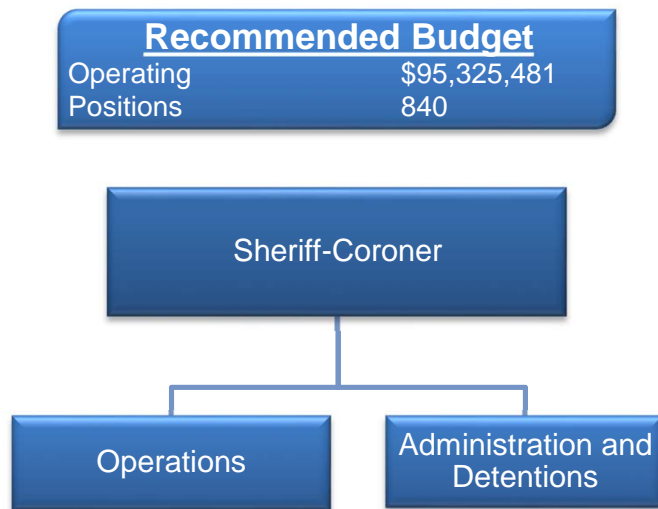 Recommended Budget
Operating $95,325,481
Positions 840
Sheriff-Coroner
Operations
Administration and
Detentions